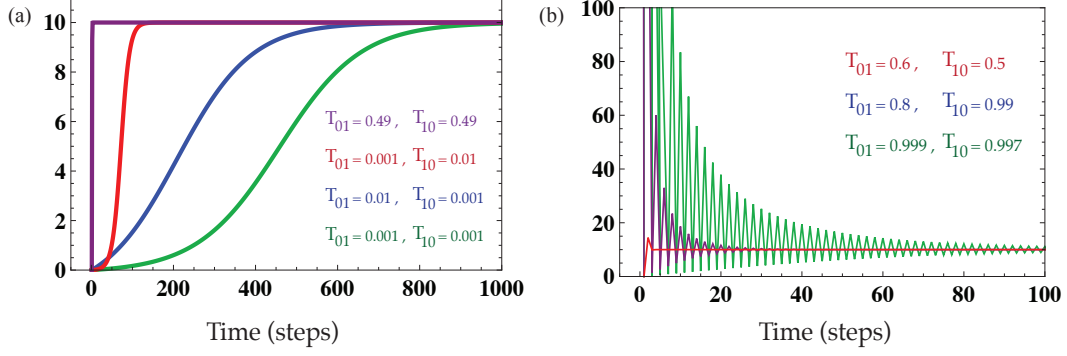 (a)
10
8
6
4
2
0
T01 = 0.49 , T10 = 0.49
T01 = 0.001 , T10 = 0.01
T01 = 0.01 , T10 = 0.001
T01 = 0.001 , T10 = 0.001
0 200 400 600 800 1000
Time (steps)
(b)
100
80
60
40
20
0
T01 = 0.6 , T10 = 0.5
T01 = 0.8 , T10 = 0.99
T01 = 0.999 , T10 = 0.997
0 20 40 60 80 100
Time (steps)